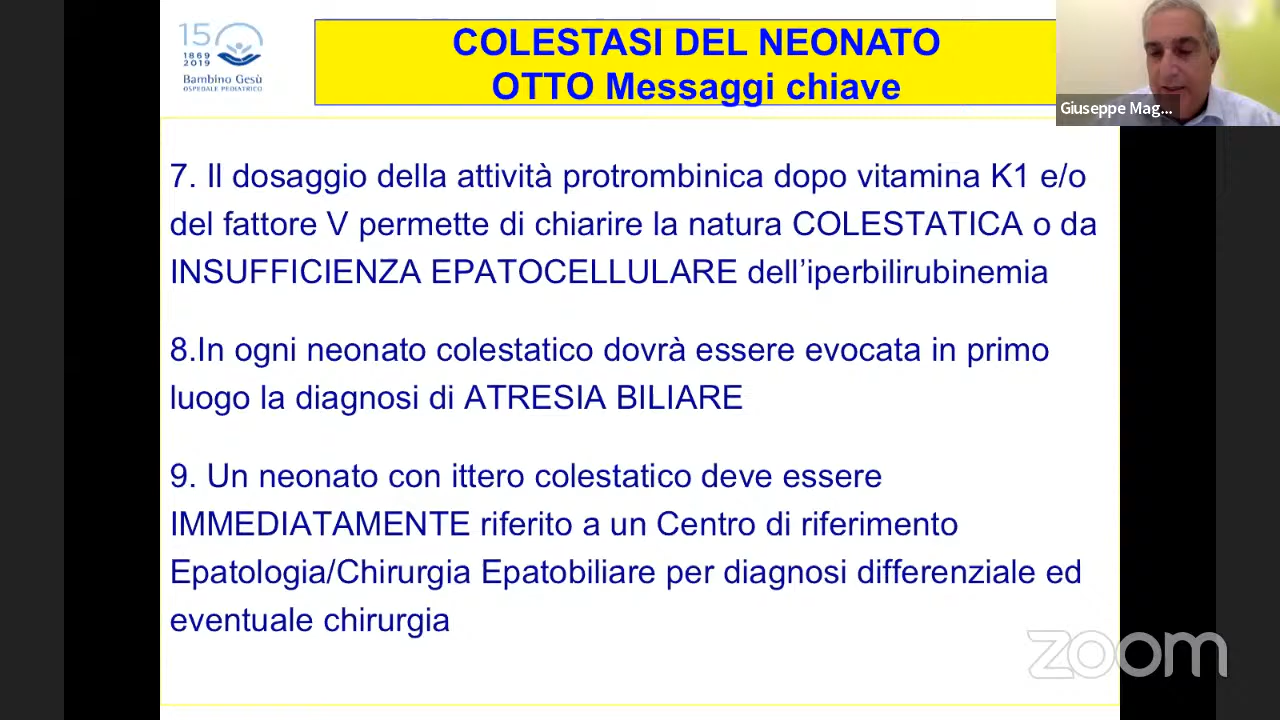 150
1869
2019
Bambino Gesù
OSPEDALE PEDIATRICO
COLESTASI DEL NEONATO
OTTO Messaggi chiave
Giuseppe Mag...
7. Il dosaggio della attività protrombinica dopo vitamina K1 e/o
del fattore V permette di chiarire la natura COLESTATICA o da
INSUFFICIENZA EPATOCELLULARE dell’iperbilirubinemia
8.In ogni neonato colestatico dovrà essere evocata in primo
luogo la diagnosi di ATRESIA BILIARE
9. Un neonato con ittero colestatico deve essere
IMMEDIATAMENTE riferito a un Centro di riferimento
Epatologia/Chirurgia Epatobiliare per diagnosi differenziale ed
eventuale chirurgia
zoom